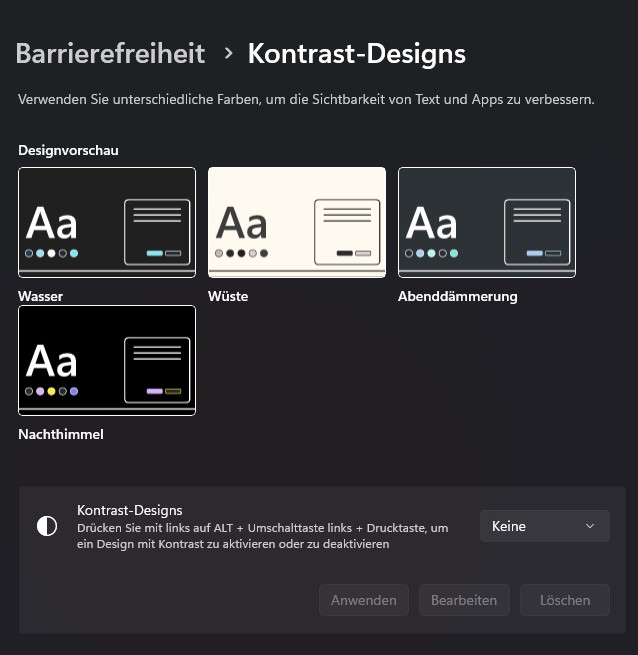 Barrierefreiheit > Kontrast-Designs
Verwenden Sie unterschiedliche Farben, um die Sichtbarkeit von Text und Apps zu verbessern.
Designvorschau
Aa Aa Aa
Wasser Wüste Abenddämmerung
Aa
Nachthimmel
Kontrast-Designs
Drücken Sie mit links auf ALT + Umschalttaste links + Drucktaste, um
ein Design mit Kontrast zu aktivieren oder zu deaktivieren
Keine
Anwenden Bearbeiten Löschen